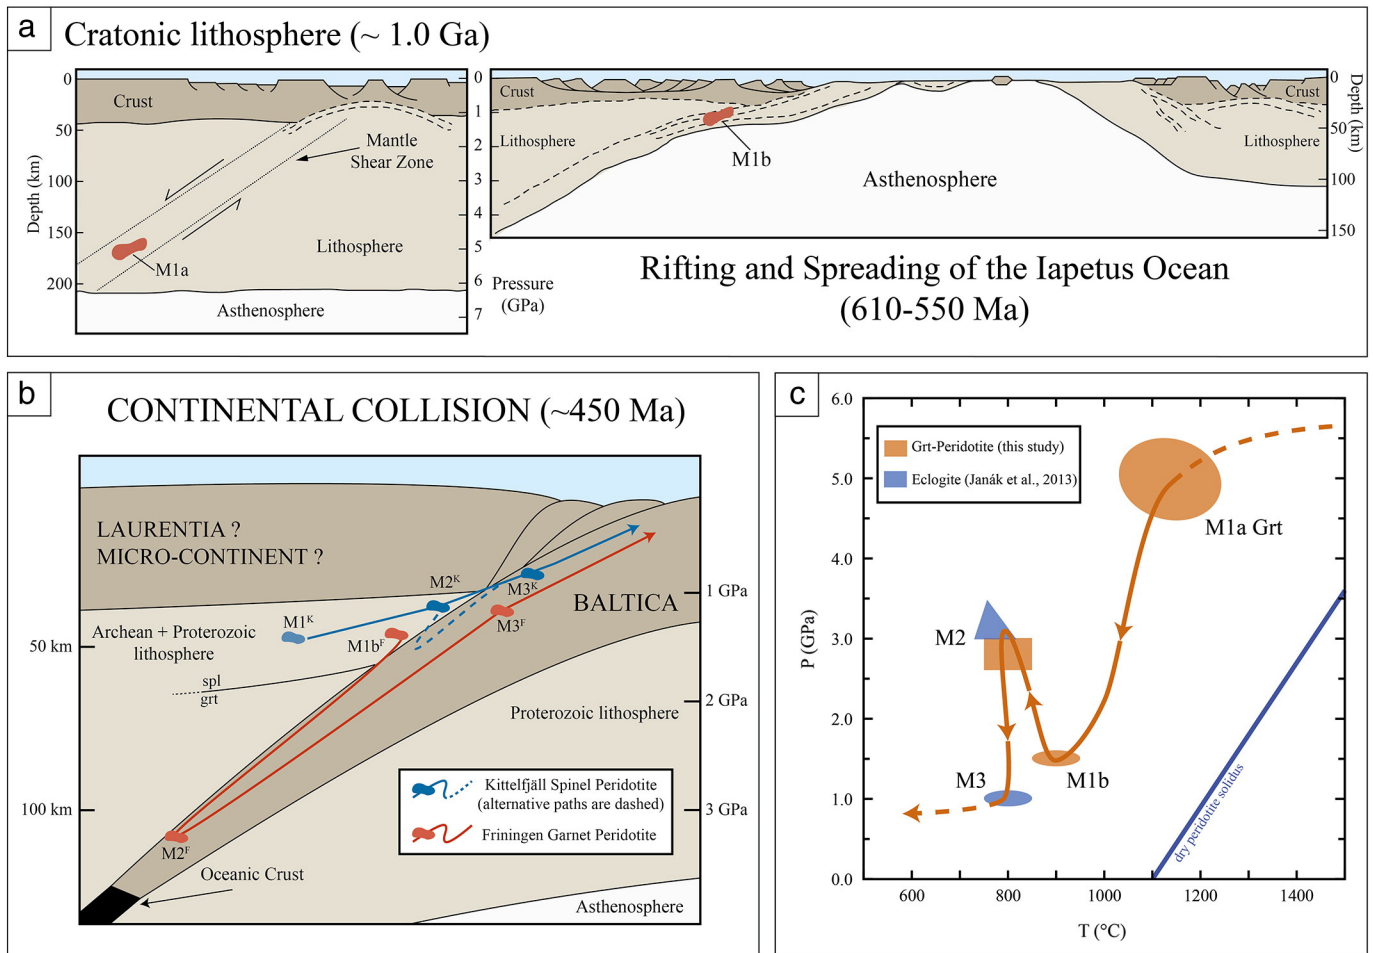 a
Cratonic lithosphere (~ 1.0 Ga)
0
50
100
150
200
Depth (km)
Crust
Mantle
Shear Zone
Lithosphere
M1a
Asthenosphere
0
1
2
3
4
5
6
7
Pressure
(GPa)
Crust
Lithosphere
M1b
Asthenosphere
Crust
Lithosphere
0
50
100
150
Depth (km)
Rifting and Spreading of the Iapetus Ocean
(610-550 Ma)
b
CONTINENTAL COLLISION (~450 Ma)
LAURENTIA ?
MICRO-CONTINENT ?
BALTICA
M1K
M2K
M3K
M1bF
M3F
M2F
Archean + Proterozoic
lithosphere
spl
grt
Proterozoic lithosphere
50 km
100 km
1 GPa
2 GPa
3 GPa
Kittelfjäll Spinel Peridotite
(alternative paths are dashed)
Friningen Garnet Peridotite
Oceanic Crust
Asthenosphere
c
6.0
5.0
4.0
3.0
2.0
1.0
0.0
P (GPa)
Grt-Peridotite (this study)
Eclogite (Janák et al., 2013)
M1a Grt
M2
M1b
M3
dry peridotite solidus
600
800
1000
1200
1400
T (°C)